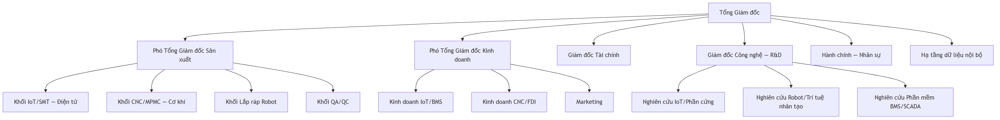 Tổng Giám đốc
Phó Tổng Giám đốc Sản
xuất
Phó Tổng Giám đốc Kinh
doanh
Giám đốc Tài chính
Giám đốc Công nghệ — R&D
Hành chính — Nhân sự
Hạ tầng dữ liệu nội bộ
Khối IoT/SMT — Điện tử
Khối CNC/MPMC — Cơ khí
Khối Lắp ráp Robot
Khối QA/QC
Kinh doanh IoT/BMS
Kinh doanh CNC/FDI
Marketing
Nghiên cứu IoT/Phần cứng
Nghiên cứu Robot/Trí tuệ
nhân tạo
Nghiên cứu Phần mềm
BMS/SCADA